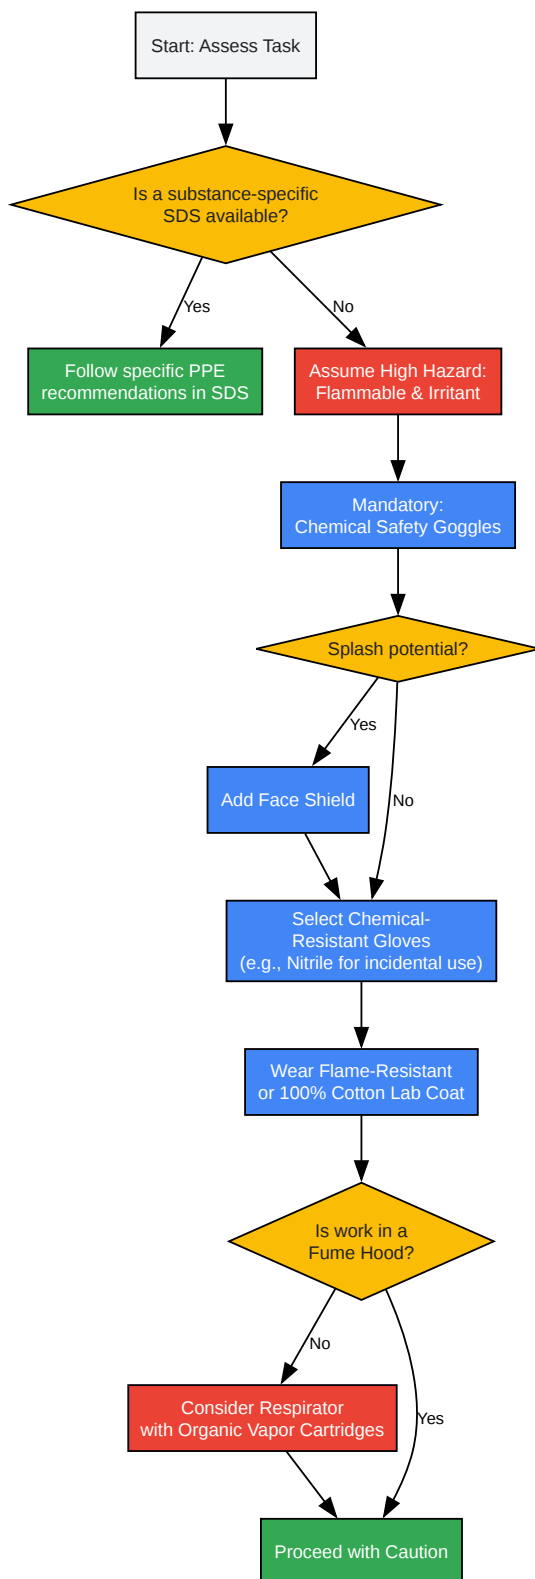 Start: Assess Task
Is a substance-specific
SDS available?
Yes
No
Follow specific PPE
recommendations in SDS
Assume High Hazard:
Flammable & Irritant
Mandatory:
Chemical Safety Goggles
Splash potential?
Yes
Add Face Shield
No
Select Chemical-
Resistant Gloves
(e.g., Nitrile for incidental use)
Wear Flame-Resistant
or 100% Cotton Lab Coat
Is work in a
Fume Hood?
No
Consider Respirator
with Organic Vapor Cartridges
Yes
Proceed with Caution